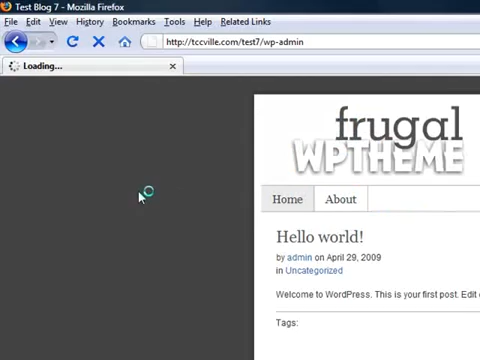 Test Blog 7 - Mozilla Firefox
File Edit View History Bookmarks Tools Help Related Links
http://tccville.com/test7/wp-admin
Loading...
frugal
WPTHEME
Home About
Hello world!
by admin on April 29, 2009
in Uncategorized
Welcome to WordPress. This is your first post. Edit
Tags: